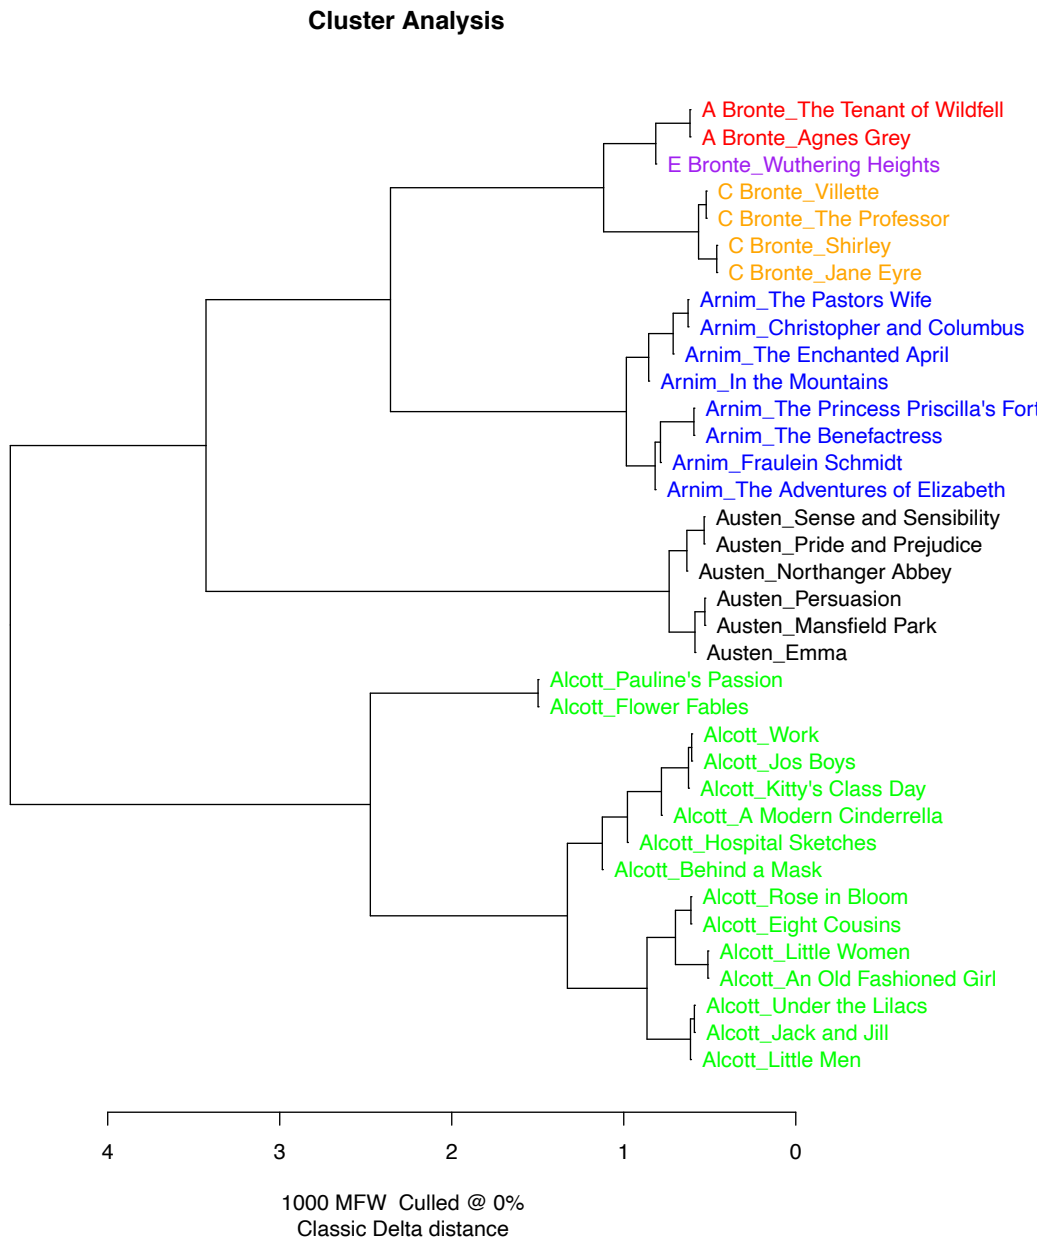 Cluster Analysis
A Bronte_The Tenant of Wildfell
A Bronte_Agnes Grey
E Bronte_Wuthering Heights
C Bronte_Villette
C Bronte_The Professor
C Bronte_Shirley
C Bronte_Jane Eyre
Arnim_The Pastors Wife
Arnim_Christopher and Columbus
Arnim_The Enchanted April
Arnim_In the Mountains
Arnim_The Princess Priscilla's Fort
Arnim_The Benefactress
Arnim_Fraulein Schmidt
Arnim_The Adventures of Elizabeth
Austen_Sense and Sensibility
Austen_Pride and Prejudice
Austen_Northanger Abbey
Austen_Persuasion
Austen_Mansfield Park
Austen_Emma
Alcott_Pauline's Passion
Alcott_Flower Fables
Alcott_Work
Alcott_Jos Boys
Alcott_Kitty's Class Day
Alcott_A Modern Cinderrella
Alcott_Hospital Sketches
Alcott_Behind a Mask
Alcott_Rose in Bloom
Alcott_Eight Cousins
Alcott_Little Women
Alcott_An Old Fashioned Girl
Alcott_Under the Lilacs
Alcott_Jack and Jill
Alcott_Little Men
4 3 2 1 0
1000 MFW Culled @ 0%
Classic Delta distance